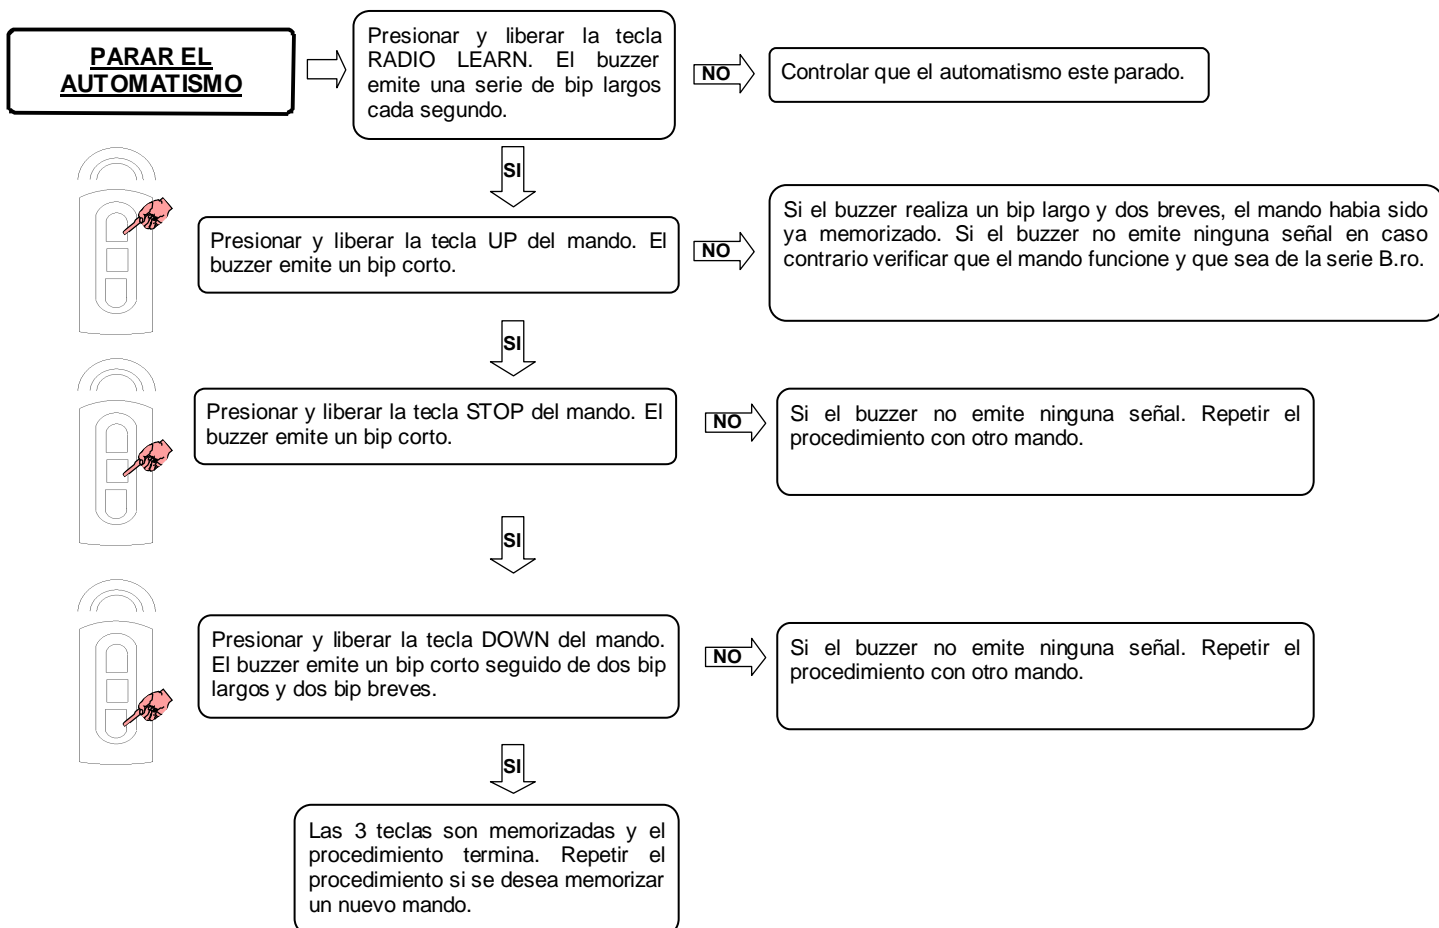 PARAR EL
AUTOMATISMO
Presionar y liberar la tecla
RADIO LEARN. El buzzer
emite una serie de bip largos
cada segundo.
NO
Controlar que el automatismo este parado.
SI
Presionar y liberar la tecla UP del mando. El
buzzer emite un bip corto.
NO
Si el buzzer realiza un bip largo y dos breves, el mando habia sido
ya memorizado. Si el buzzer no emite ninguna señal en caso
contrario verificar que el mando funcione y que sea de la serie B.ro.
SI
Presionar y liberar la tecla STOP del mando. El
buzzer emite un bip corto.
NO
Si el buzzer no emite ninguna señal. Repetir el
procedimiento con otro mando.
SI
Presionar y liberar la tecla DOWN del mando.
El buzzer emite un bip corto seguido de dos bip
largos y dos bip breves.
NO
Si el buzzer no emite ninguna señal. Repetir el
procedimiento con otro mando.
SI
Las 3 teclas son memorizadas y el
procedimiento termina. Repetir el
procedimiento si se desea memorizar
un nuevo mando.